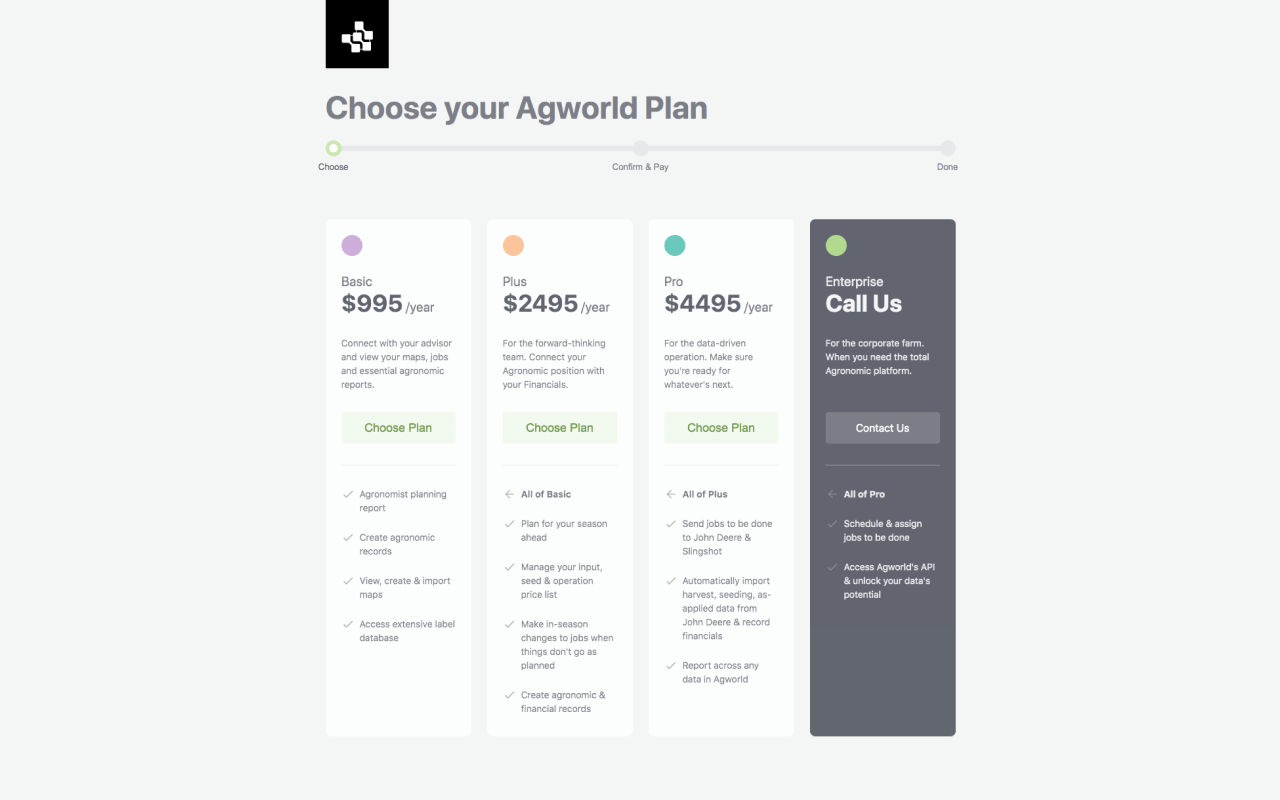 Choose your Agworld Plan
Choose
Confirm & Pay
Done
Basic
$995 /year
Connect with your advisor
and view your maps, jobs
and essential agronomic
reports.
Choose Plan
Agronomist planning
report
Create agronomic
records
View, create & import
maps
Access extensive label
database
Plus
$2495 /year
For the forward-thinking
team. Connect your
Agronomic position with
your Financials.
Choose Plan
All of Basic
Plan for your season
ahead
Manage your input,
seed & operation
price list
Make in-season
changes to jobs when
things don't go as
planned
Create agronomic &
financial records
Pro
$4495 /year
For the data-driven
operation. Make sure
you're ready for
whatever's next.
Choose Plan
All of Plus
Send jobs to be done
to John Deere &
Slingshot
Automatically import
harvest, seeding, as-
applied data from
John Deere & record
financials
Report across any
data in Agworld
Enterprise
Call Us
For the corporate farm.
When you need the total
Agronomic platform.
Contact Us
All of Pro
Schedule & assign
jobs to be done
Access Agworld's API
& unlock your data's
potential